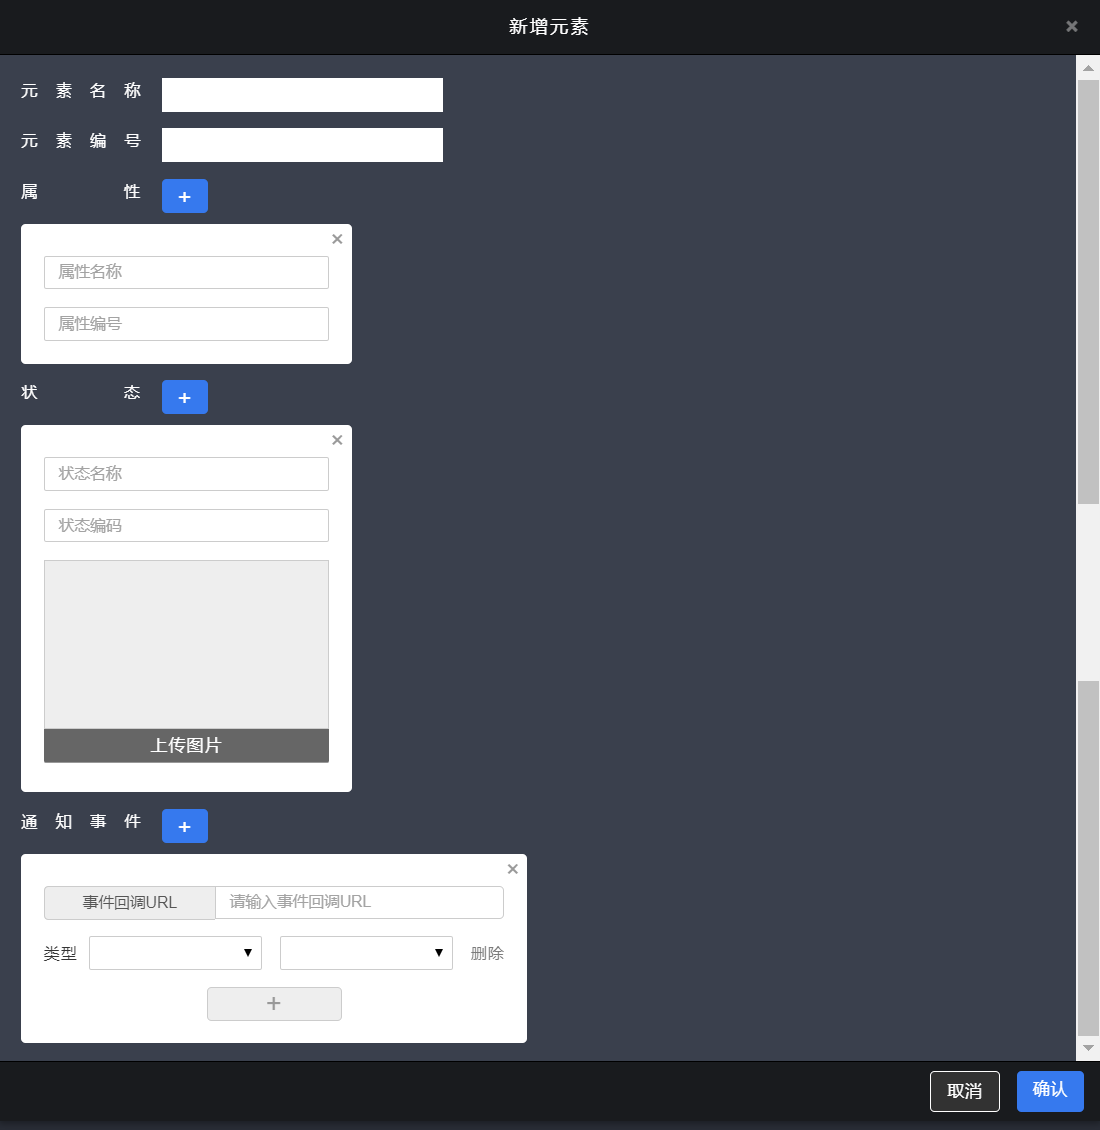 新增元素
元素名称
元素编号
属性
属性名称
属性编号
状态
状态名称
状态编码
上传图片
通知事件
事件回调URL 请输入事件回调URL
类型 删除
取消 确认